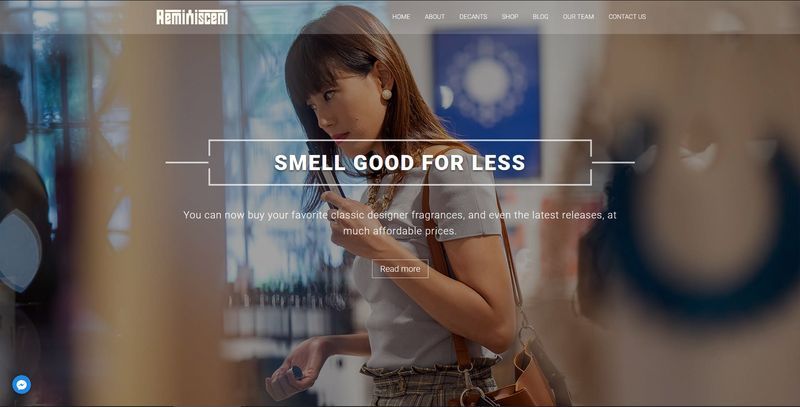 Reminiscent
HOME ABOUT DECANTS SHOP BLOG OUR TEAM CONTACT US
SMELL GOOD FOR LESS
You can now buy your favorite classic designer fragrances, and even the latest releases, at
much affordable prices.
Read more